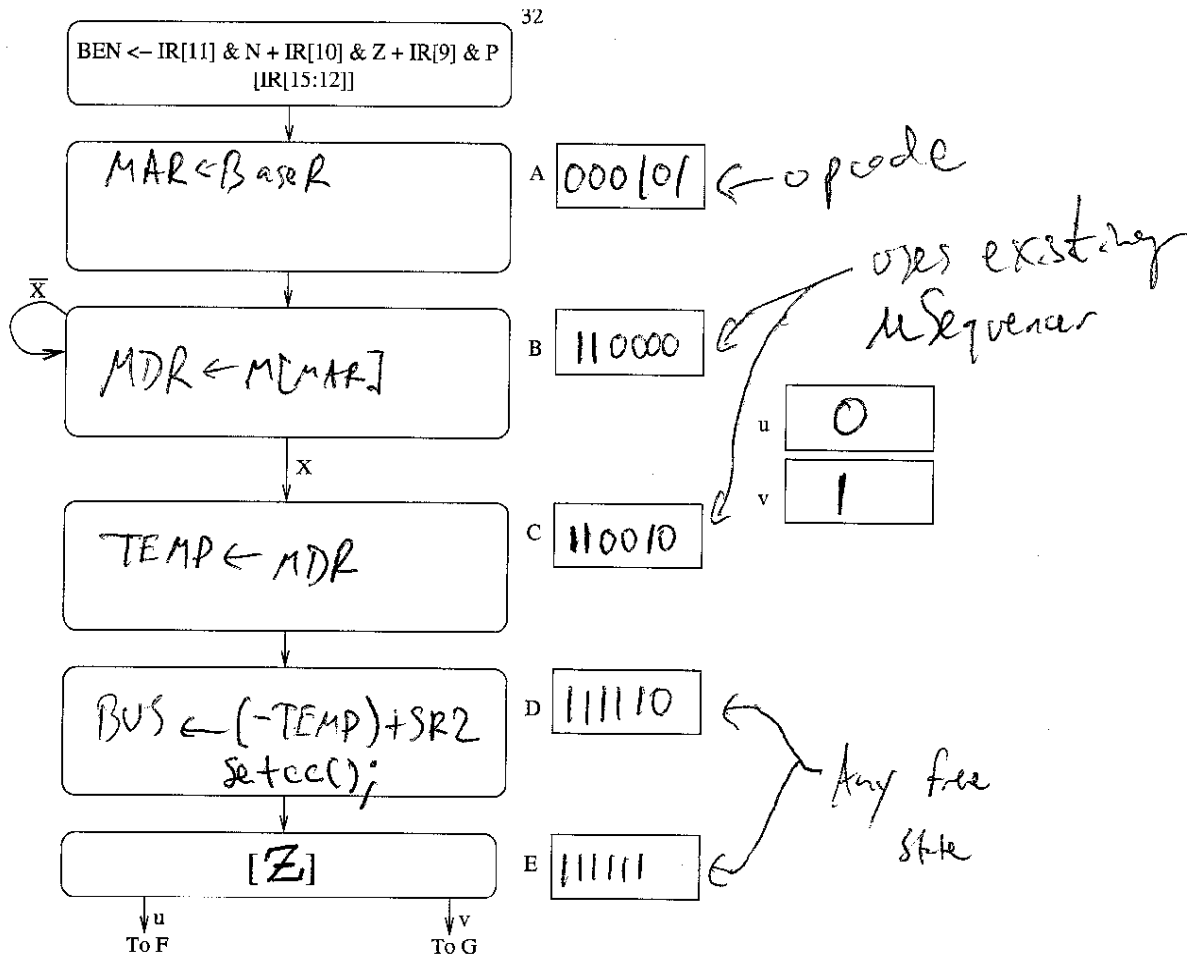 32
BEN <– IR[11] & N + IR[10] & Z + IR[9] & P
[IR[15:12]]
MAR ← BaseR
A 000101 ← opcode
X̅
MDR ← M[MAR]
B 110000
uses existing
μSequencer
u 0
v 1
X
TEMP ← MDR
C 110010
BUS ← (-TEMP)+SR2
setcc();
D 111110
Any free
state
[Z]
E 111111
u
v
To F
To G